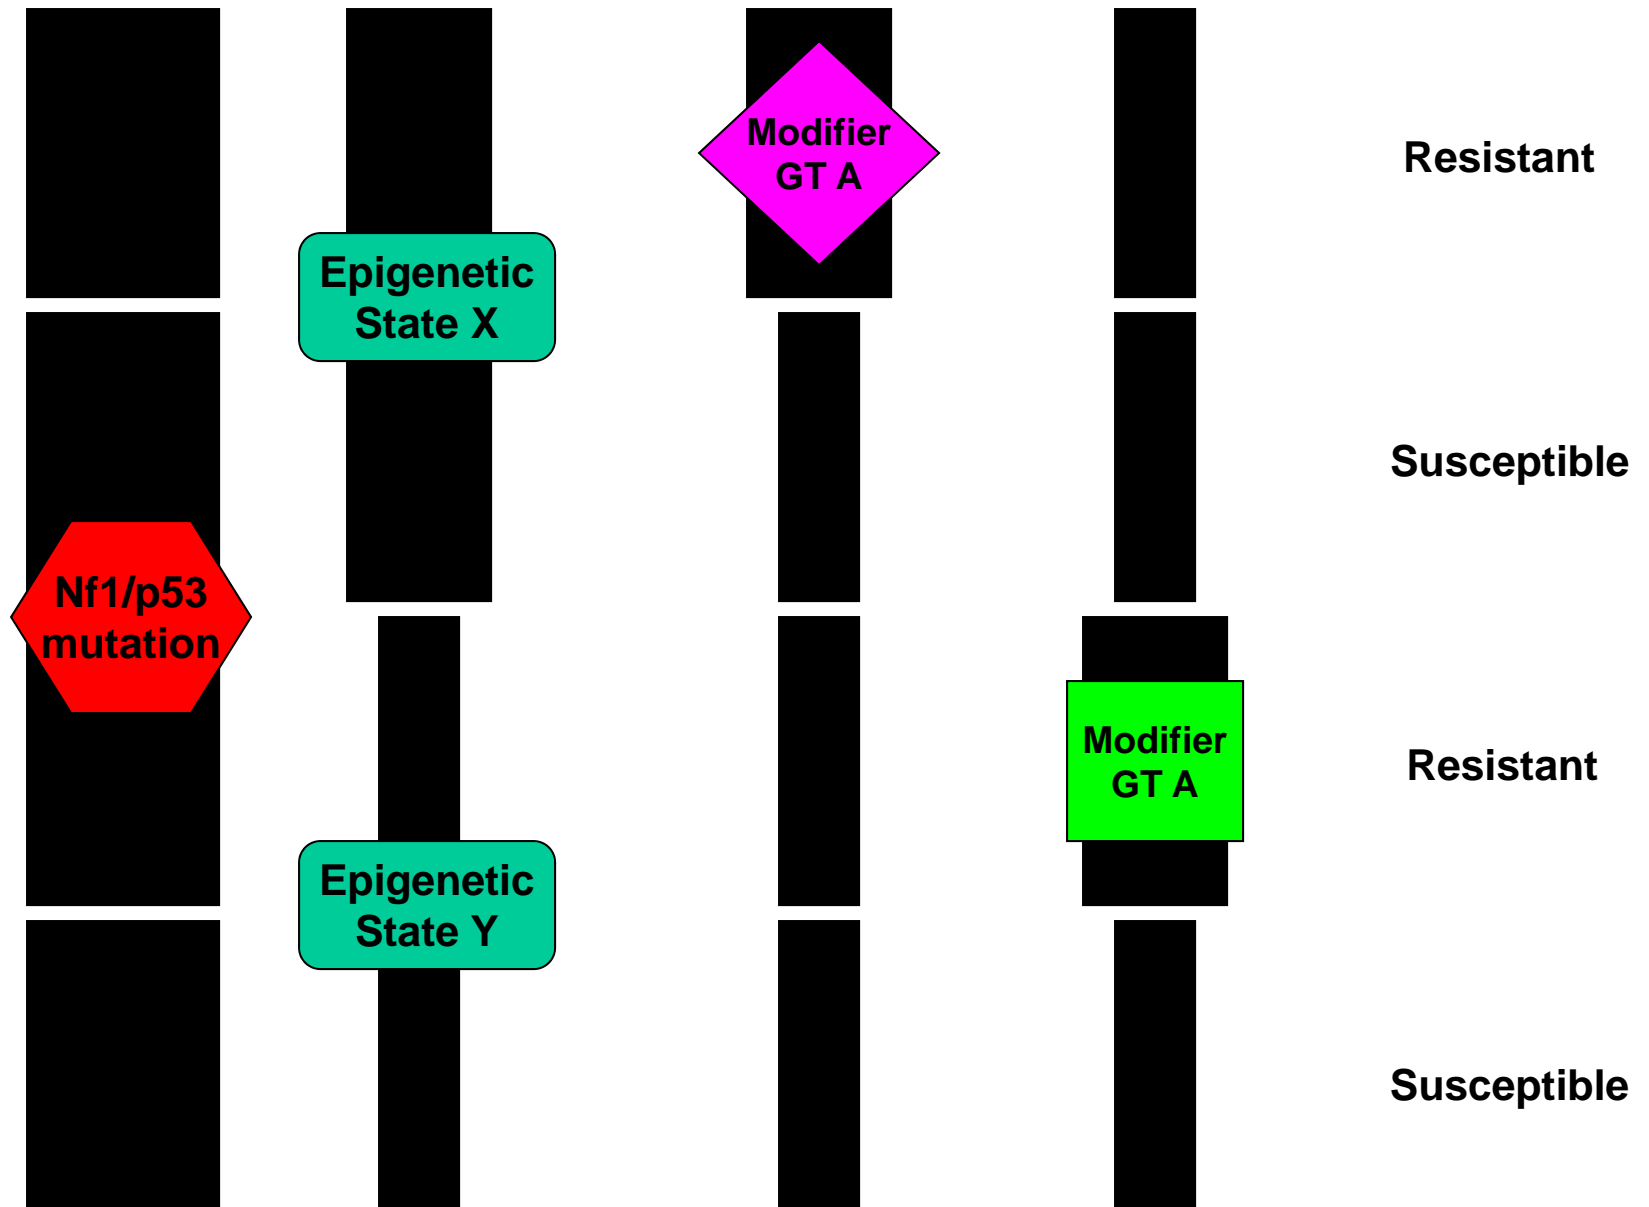 Modifier
GT A
Resistant
Epigenetic
State X
Susceptible
Nf1/p53
mutation
Modifier
GT A
Resistant
Epigenetic
State Y
Susceptible